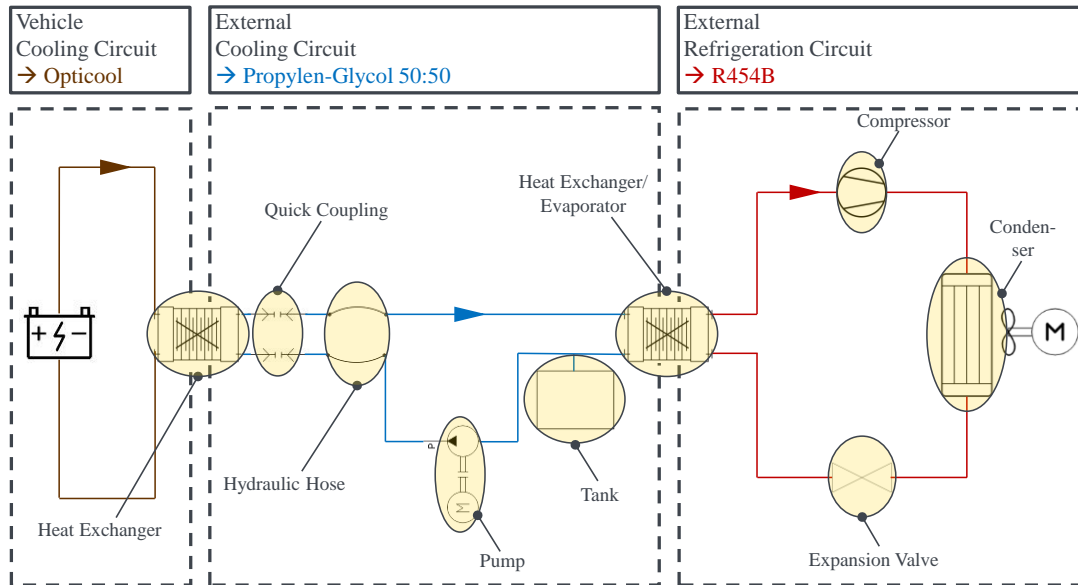 Vehicle
Cooling Circuit
→ Opticool
External
Cooling Circuit
→ Propylen-Glycol 50:50
External
Refrigeration Circuit
→ R454B
Compressor
Heat Exchanger/
Evaporator
Quick Coupling
Conden-
ser
M
P
M
Hydraulic Hose
Tank
Heat Exchanger
Pump
Expansion Valve